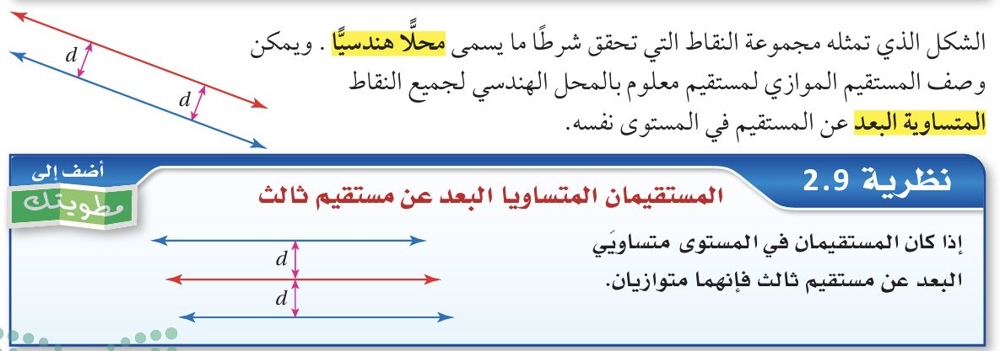 الشكل الذي تمثله مجموعة النقاط التي تحقق شرطًا ما يسمى محلًّا هندسيًّا . ويمكن
وصف المستقيم الموازي لمستقيم معلوم بالمحل الهندسي لجميع النقاط
المتساوية البعد عن المستقيم في المستوى نفسه.
d
d
نظرية 2.9
أضف إلى
مطويتك
المستقيمان المتساويا البعد عن مستقيم ثالث
إذا كان المستقيمان في المستوى متساويَي
البعد عن مستقيم ثالث فإنهما متوازيان.
d
d